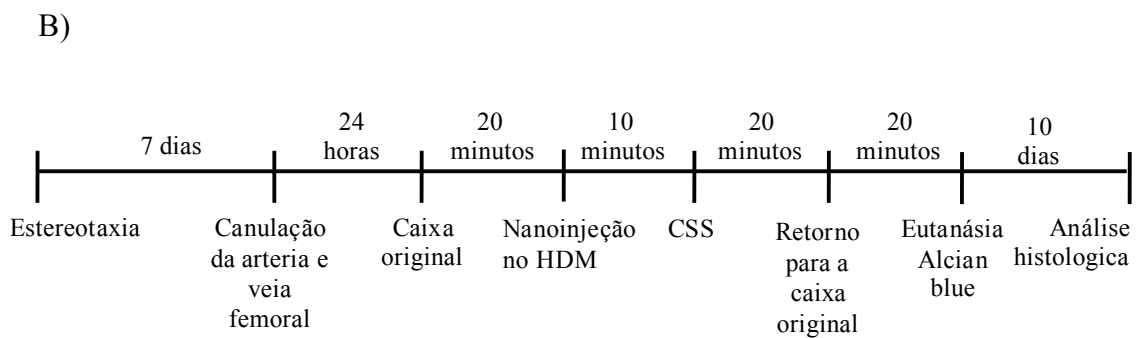 B)
7 dias
24
horas
20
minutos
10
minutos
20
minutos
20
minutos
10
dias
Estereotaxia
Canulação
da arteria e
veia
femoral
Caixa
original
Nanoinjeção
no HDM
CSS
Retorno
para a
caixa
original
Eutanásia
Alcian
blue
Análise
histologica